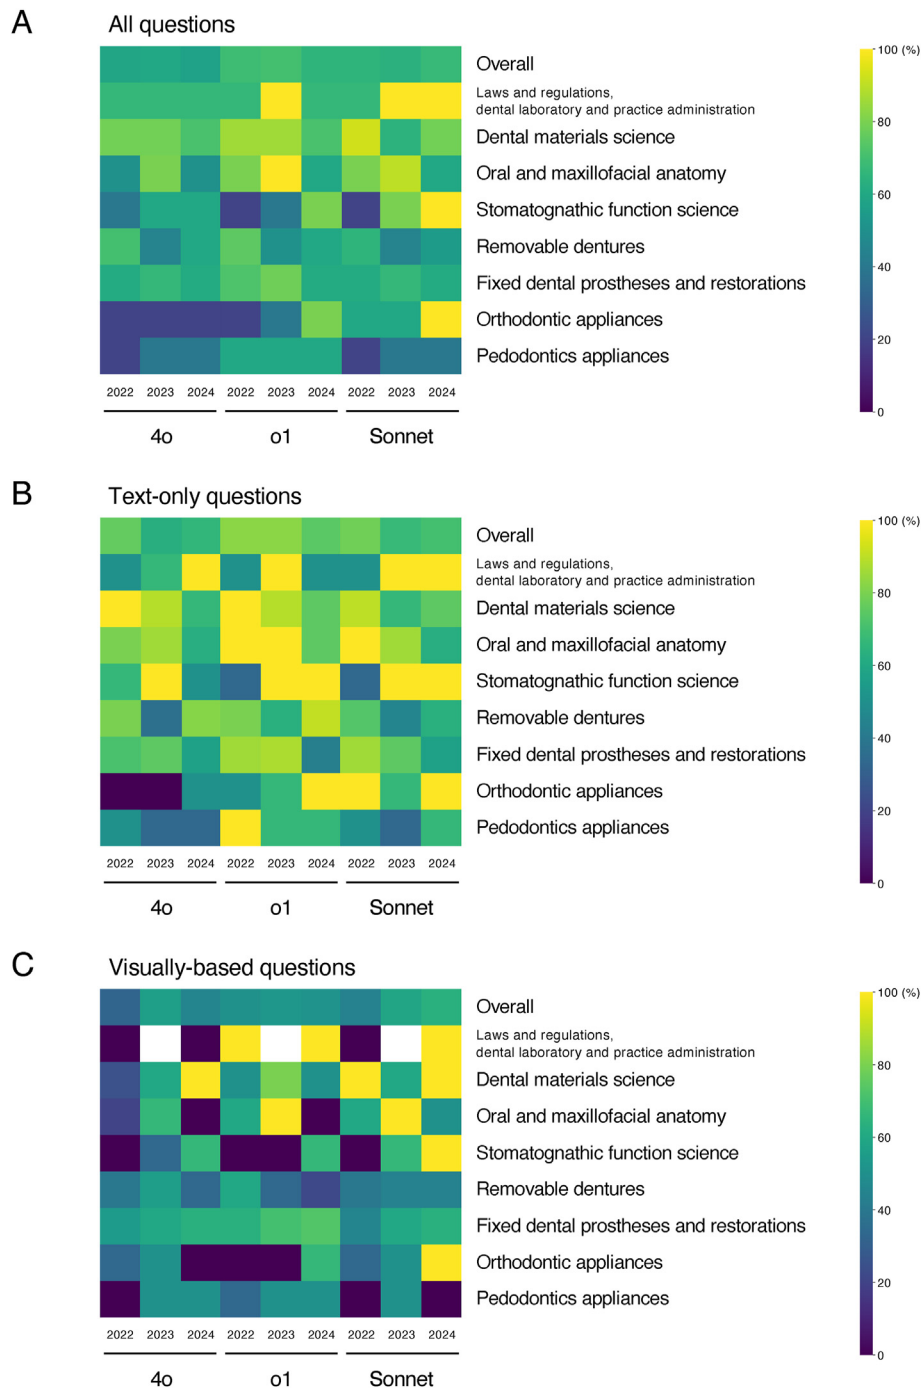 A
All questions
Overall
Laws and regulations,
dental laboratory and practice administration
Dental materials science
Oral and maxillofacial anatomy
Stomatognathic function science
Removable dentures
Fixed dental prostheses and restorations
Orthodontic appliances
Pedodontics appliances
100 (%)
80
60
40
20
0
2022 2023 2024 2022 2023 2024 2022 2023 2024
4o o1 Sonnet
B
Text-only questions
Overall
Laws and regulations,
dental laboratory and practice administration
Dental materials science
Oral and maxillofacial anatomy
Stomatognathic function science
Removable dentures
Fixed dental prostheses and restorations
Orthodontic appliances
Pedodontics appliances
100 (%)
80
60
40
20
0
2022 2023 2024 2022 2023 2024 2022 2023 2024
4o o1 Sonnet
C
Visually-based questions
Overall
Laws and regulations,
dental laboratory and practice administration
Dental materials science
Oral and maxillofacial anatomy
Stomatognathic function science
Removable dentures
Fixed dental prostheses and restorations
Orthodontic appliances
Pedodontics appliances
100 (%)
80
60
40
20
0
2022 2023 2024 2022 2023 2024 2022 2023 2024
4o o1 Sonnet